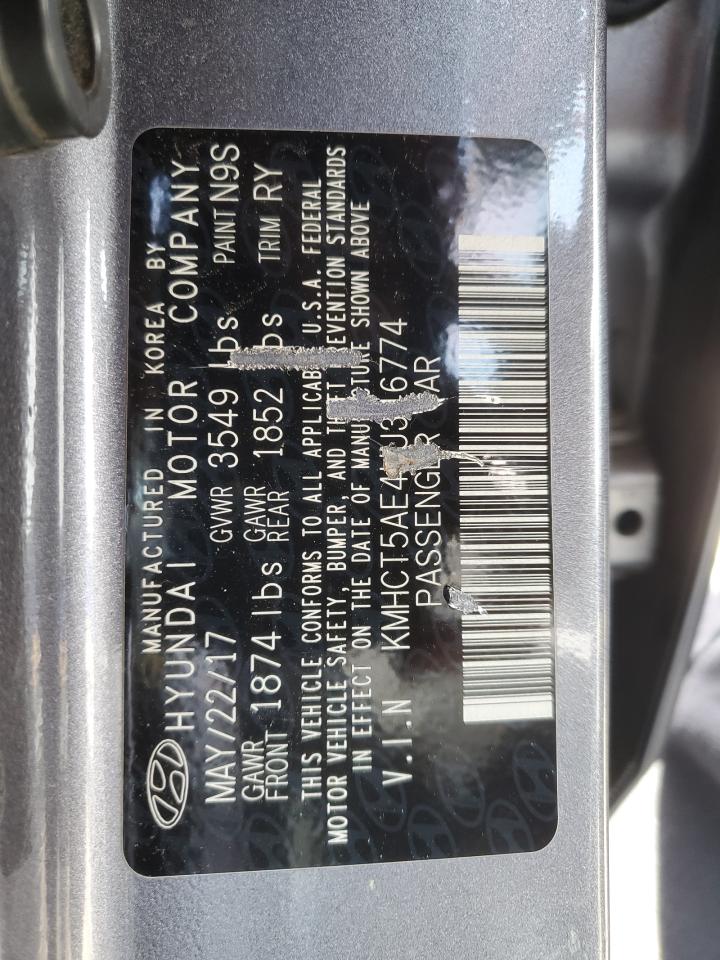 MANUFACTURED IN KOREA BY
HYUNDAI MOTOR COMPANY
MAY/22/17 GVWR 3549 lbs PAINT N9S
GAWR FRONT 1874 lbs GAWR REAR 1852 lbs TRIM RY
THIS VEHICLE CONFORMS TO ALL APPLICABLE U.S.A. FEDERAL
MOTOR VEHICLE SAFETY, BUMPER, AND THEFT PREVENTION STANDARDS
IN EFFECT ON THE DATE OF MANUFACTURE SHOWN ABOVE
V.I.N
PASSENGER CAR